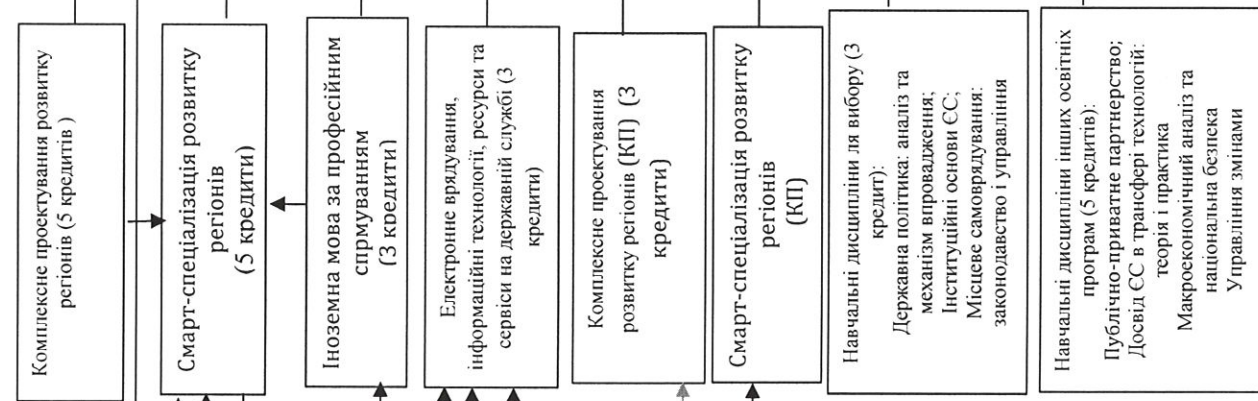 Комплексне проектування розвитку
регіонів (5 кредитів )
Смарт-спеціалізація розвитку
регіонів
(5 кредити)
Іноземна мова за професійним
спрмуванням
(3 кредити)
Електронне врядування,
інформаційні технології, ресурси та
сервіси на державній службі (3
кредити)
Комплексне проектування
розвитку регіонів (КП) (3
кредити)
Смарт-спеціалізація розвитку
регіонів
(КП)
Навчальні дисципліни ля вибору (3
кредит):
Державна політика: аналіз та
механізм впровадження;
Інституційні основи ЄС;
Місцеве самоврядування:
законодавство і управління
Навчальні дисципліни інших освітніх
програм (5 кредитів):
Публічно-приватне партнерство;
Досвід ЄС в трансфері технологій:
теорія і практика
Макроекономічний аналіз та
національна безпека
Управління змінами